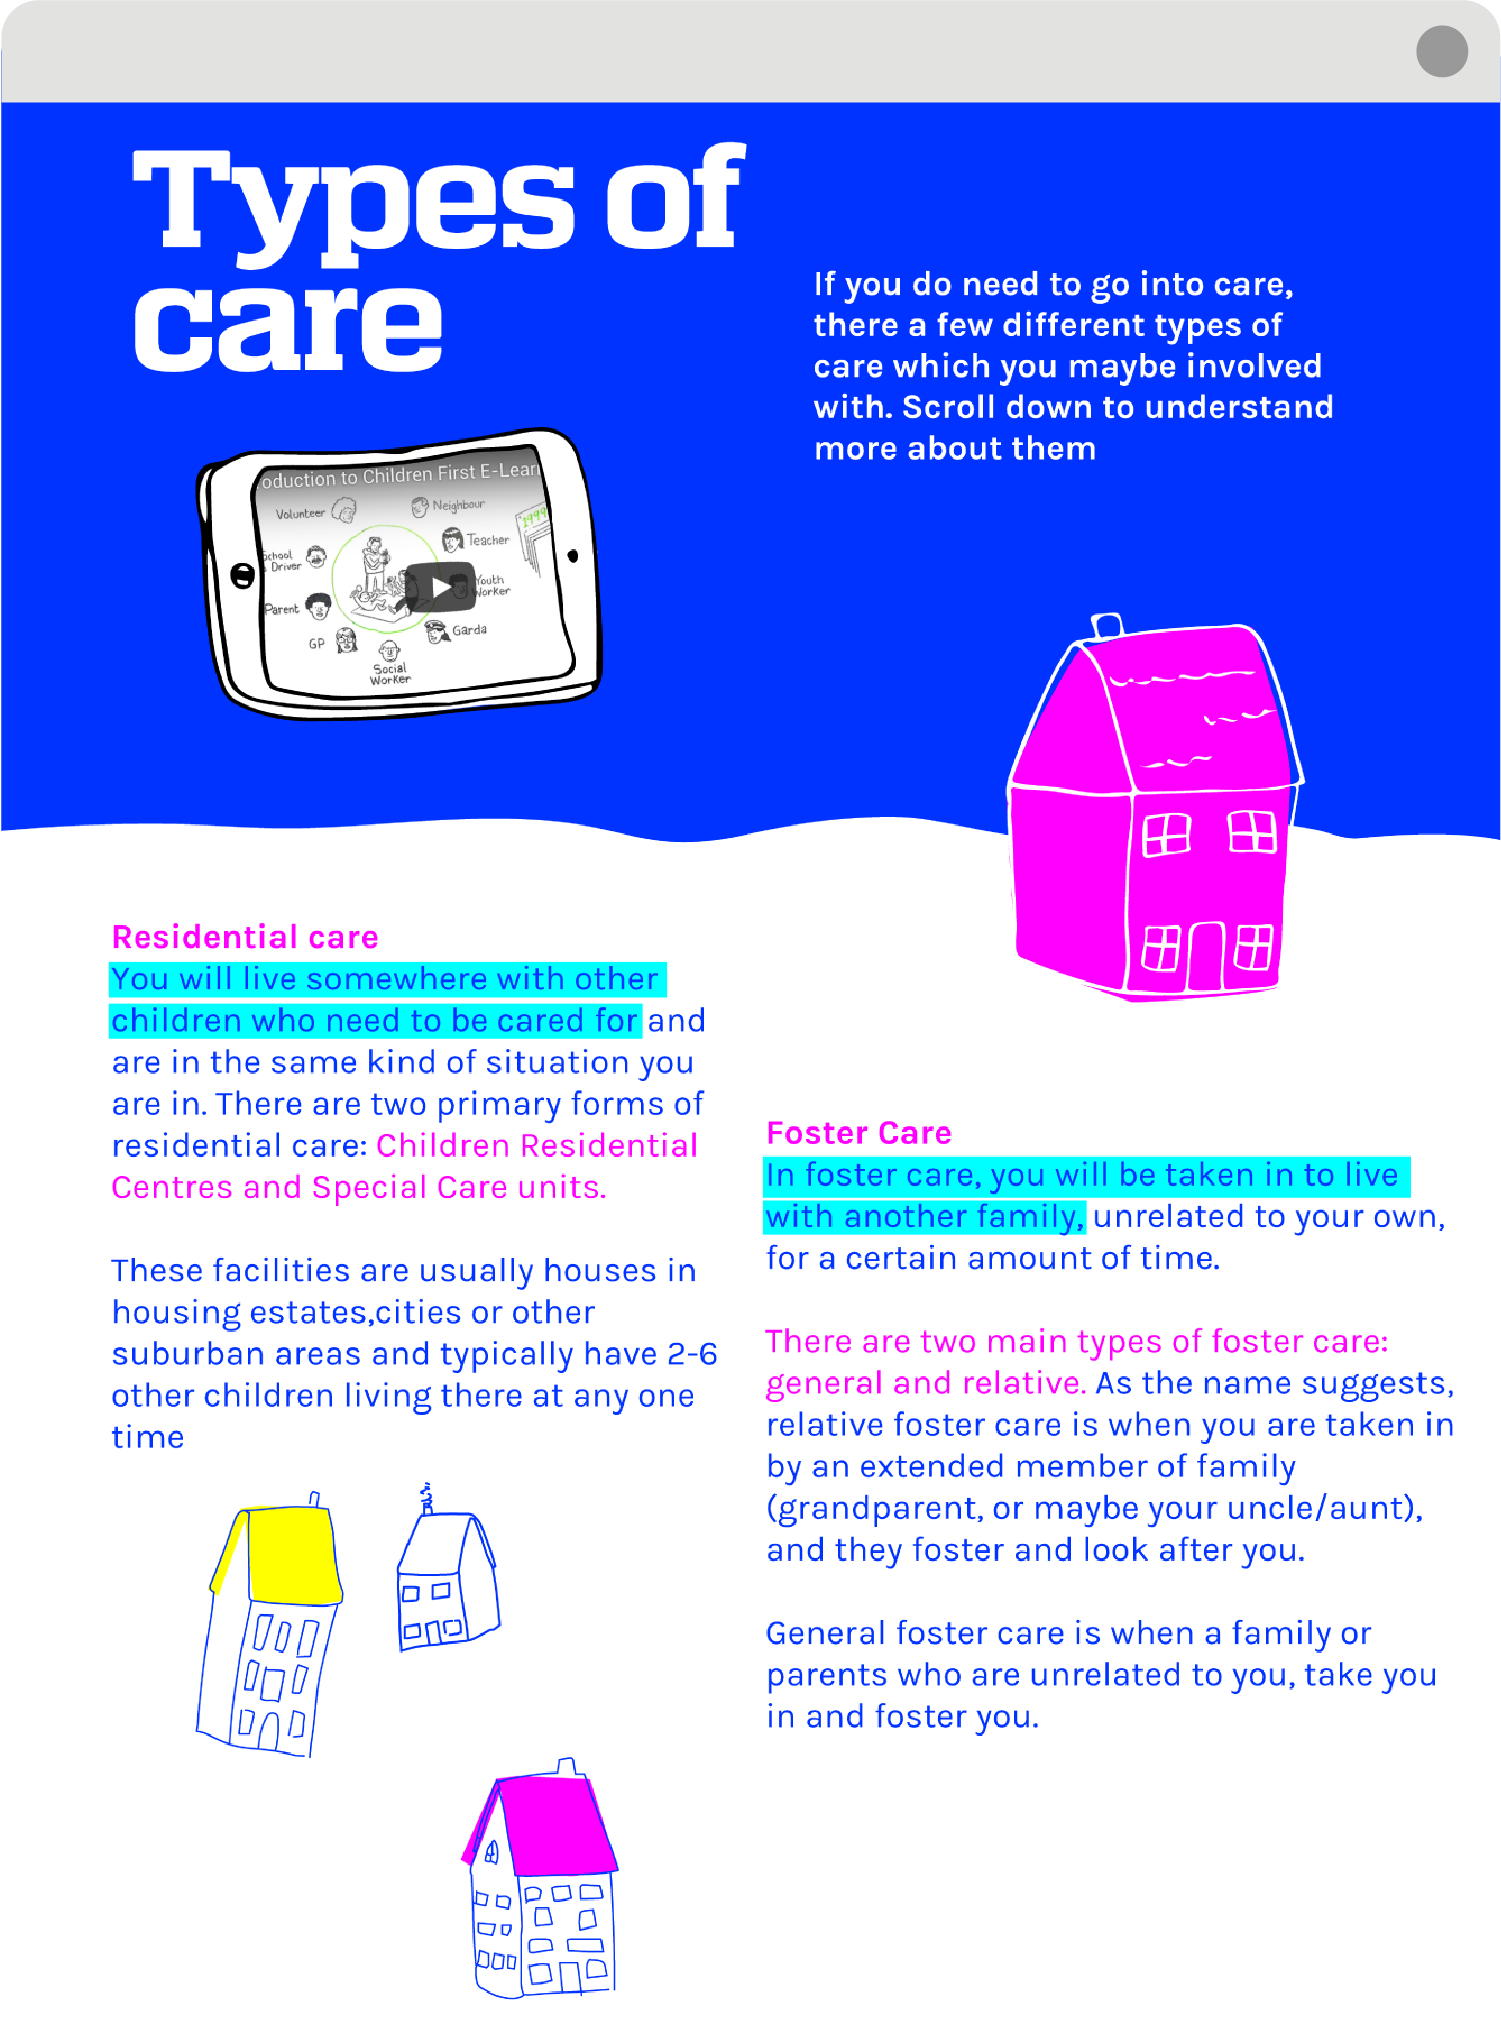 Types of
care
If you do need to go into care,
there a few different types of
care which you maybe involved
with. Scroll down to understand
more about them
oduction to Children First E-Lear
Volunteer
Neighbour
1999
Teacher
School
Driver
Youth
Worker
Parent
Garda
GP
Social
Worker
Residential care
You will live somewhere with other
children who need to be cared for and
are in the same kind of situation you
are in. There are two primary forms of
residential care: Children Residential
Centres and Special Care units.
These facilities are usually houses in
housing estates,cities or other
suburban areas and typically have 2-6
other children living there at any one
time
Foster Care
In foster care, you will be taken in to live
with another family, unrelated to your own,
for a certain amount of time.
There are two main types of foster care:
general and relative. As the name suggests,
relative foster care is when you are taken in
by an extended member of family
(grandparent, or maybe your uncle/aunt),
and they foster and look after you.
General foster care is when a family or
parents who are unrelated to you, take you
in and foster you.